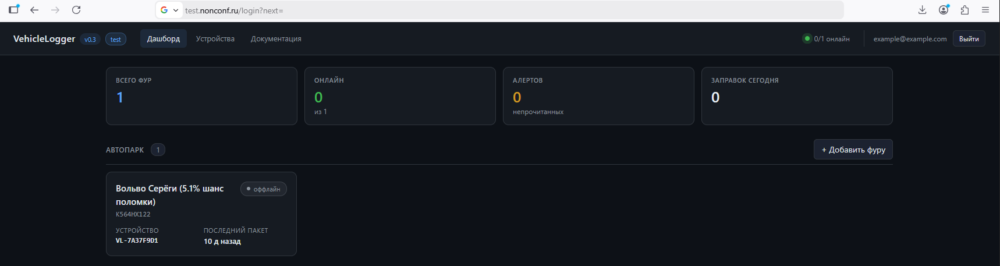 test.nonconf.ru/login?next=
VehicleLogger v0.3 test Дашборд Устройства Документация 0/1 онлайн example@example.com Выйти
ВСЕГО ФУР
1
ОНЛАЙН
0
из 1
АЛЕРТОВ
0
непрочитанных
ЗАПРАВОК СЕГОДНЯ
0
АВТОПАРК 1
+ Добавить фуру
Вольво Серёги (5.1% шанс
поломки)
оффлайн
К564НХ122
УСТРОЙСТВО
VL-7A37F9D1
ПОСЛЕДНИЙ ПАКЕТ
10 д назад